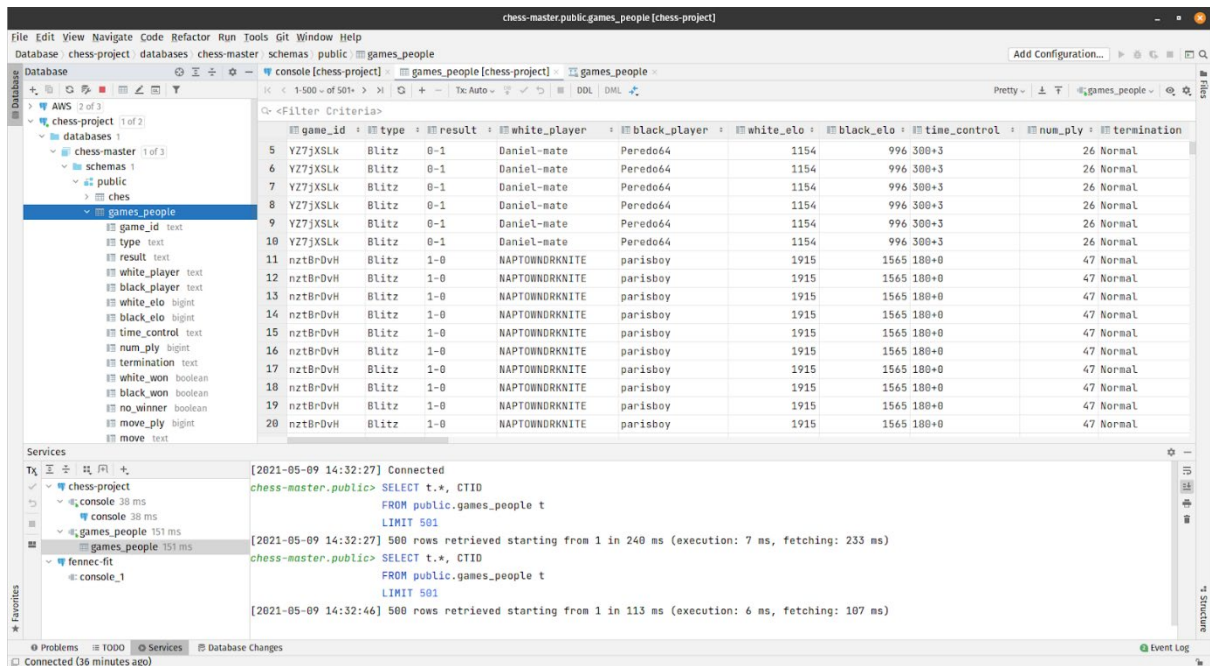 chess-master.public.games_people [chess-project]
File Edit View Navigate Code Refactor Run Tools Git Window Help
Database chess-project databases chess-master schemas public games_people
Add Configuration...
Database
console [chess-project] games_people [chess-project] games_people
1-500 of 501+ Tx: Auto DDL DML
Pretty games_people
<Filter Criteria>
AWS 2 of 3
chess-project 1 of 2
databases 1
chess-master 1 of 3
schemas 1
public
ches
games_people
game_id text
type text
result text
white_player text
black_player text
white_elo bigint
black_elo bigint
time_control text
num_ply bigint
termination text
white_won boolean
black_won boolean
no_winner boolean
move_ply bigint
move text
game_id type result white_player black_player white_elo black_elo time_control num_ply termination
5 YZ7jXSLk Blitz 0-1 Daniel-mate Peredo64 1154 996 300+3 26 Normal
6 YZ7jXSLk Blitz 0-1 Daniel-mate Peredo64 1154 996 300+3 26 Normal
7 YZ7jXSLk Blitz 0-1 Daniel-mate Peredo64 1154 996 300+3 26 Normal
8 YZ7jXSLk Blitz 0-1 Daniel-mate Peredo64 1154 996 300+3 26 Normal
9 YZ7jXSLk Blitz 0-1 Daniel-mate Peredo64 1154 996 300+3 26 Normal
10 YZ7jXSLk Blitz 0-1 Daniel-mate Peredo64 1154 996 300+3 26 Normal
11 nztBrDvH Blitz 1-0 NAPTOWNDRKNITE parisboy 1915 1565 180+0 47 Normal
12 nztBrDvH Blitz 1-0 NAPTOWNDRKNITE parisboy 1915 1565 180+0 47 Normal
13 nztBrDvH Blitz 1-0 NAPTOWNDRKNITE parisboy 1915 1565 180+0 47 Normal
14 nztBrDvH Blitz 1-0 NAPTOWNDRKNITE parisboy 1915 1565 180+0 47 Normal
15 nztBrDvH Blitz 1-0 NAPTOWNDRKNITE parisboy 1915 1565 180+0 47 Normal
16 nztBrDvH Blitz 1-0 NAPTOWNDRKNITE parisboy 1915 1565 180+0 47 Normal
17 nztBrDvH Blitz 1-0 NAPTOWNDRKNITE parisboy 1915 1565 180+0 47 Normal
18 nztBrDvH Blitz 1-0 NAPTOWNDRKNITE parisboy 1915 1565 180+0 47 Normal
19 nztBrDvH Blitz 1-0 NAPTOWNDRKNITE parisboy 1915 1565 180+0 47 Normal
20 nztBrDvH Blitz 1-0 NAPTOWNDRKNITE parisboy 1915 1565 180+0 47 Normal
Database
Files
Services
Tx
chess-project
console 38 ms
console 38 ms
games_people 151 ms
games_people 151 ms
fennec-fit
console_1
[2021-05-09 14:32:27] Connected
chess-master.public> SELECT t.*, CTID
FROM public.games_people t
LIMIT 501
[2021-05-09 14:32:27] 500 rows retrieved starting from 1 in 240 ms (execution: 7 ms, fetching: 233 ms)
chess-master.public> SELECT t.*, CTID
FROM public.games_people t
LIMIT 501
[2021-05-09 14:32:46] 500 rows retrieved starting from 1 in 113 ms (execution: 6 ms, fetching: 107 ms)
Favorites
Structure
Problems TODO Services Database Changes
2 Event Log
Connected (36 minutes ago)